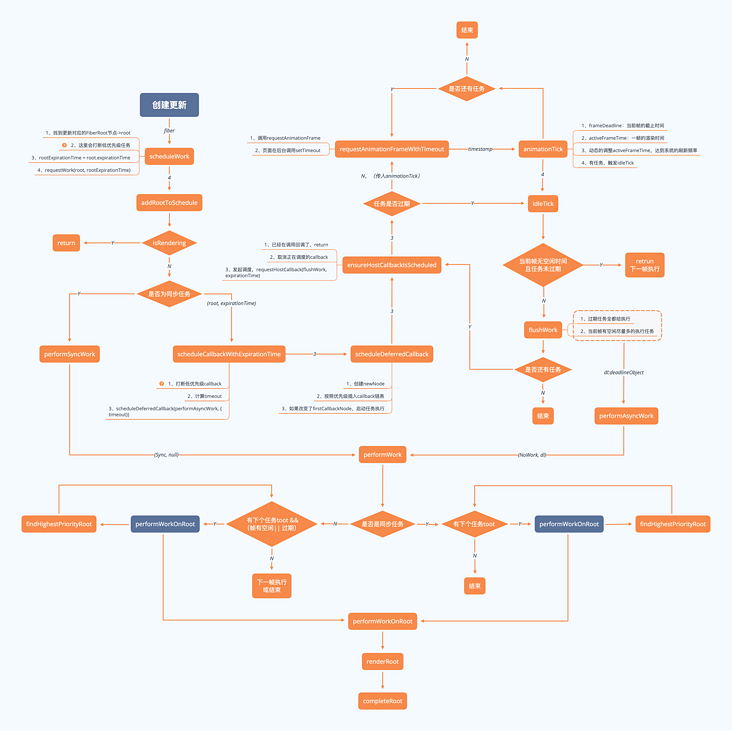 结束
N
是否还有任务
Y
创建更新
fiber
1、找到更新对应的FiberRoot节点->root
2、这里会打断低优先级任务
3、rootExpirationTime = root.expirationTime
4、requestWork(root, rootExpirationTime)
scheduleWork
4
addRootToSchedule
isRendering
Y
return
N
是否为同步任务
Y
(root, expirationTime)
performSyncWork
scheduleCallbackWithExpirationTime
1、打断低优先级callback
2、计算timeout
3、scheduleDeferredCallback(performAsyncWork, {
timeout})
3
scheduleDeferredCallback
1、创建newNode
2、按照优先级插入callback链表
3、如果改变了firstCallbackNode，启动任务执行
3
ensureHostCallbackIsScheduled
1、已经在调用回调了、return
2、取消正在调度的callback
3、发起调度，requestHostCallback(flushWork,
expirationTime)
3
任务是否过期
Y
N、（传入animationTick）
requestAnimationFrameWithTimeout
1、调用requestAnimationFrame
2、页面在后台调用setTimeout
timestamp
animationTick
1、frameDeadline：当前帧的截止时间
2、activeFrameTime：一帧的渲染时间
3、动态的调整activeFrameTime，达到系统的刷新频率
4、有任务，触发idleTick
4
idleTick
当前帧无空闲时间
且任务未过期
Y
retrun
下一帧执行
N
flushWork
1、过期任务全都给执行
2、当前帧有空闲尽量多的执行任务
是否还有任务
Y
N
结束
dl:deadlineObject
performAsyncWork
(Sync, null)
performWork
(NoWork, dl)
是否是同步任务
N
有下个任务toot &&
(帧有空闲 || 过期)
Y
performWorkOnRoot
findHighestPriorityRoot
N
下一帧执行
或结束
Y
有下个任务toot
Y
performWorkOnRoot
findHighestPriorityRoot
N
结束
performWorkOnRoot
renderRoot
completeRoot